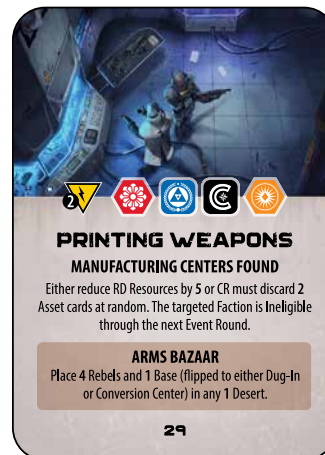 2
PRINTING WEAPONS
MANUFACTURING CENTERS FOUND
Either reduce RD Resources by 5 or CR must discard 2
Asset cards at random. The targeted Faction is Ineligible
through the next Event Round.
ARMS BAZAAR
Place 4 Rebels and 1 Base (flipped to either Dug-In
or Conversion Center) in any 1 Desert.
29